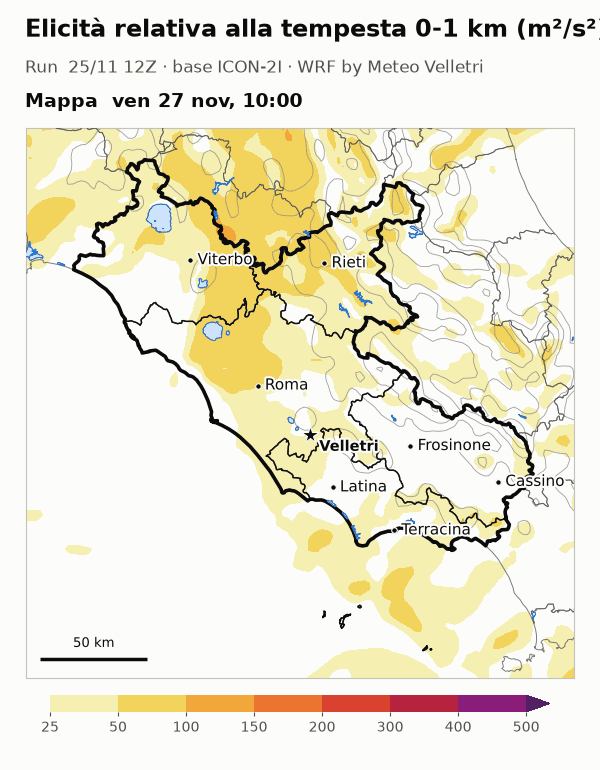 Elicità relativa alla tempesta 0-1 km (m²/s²)
Run 25/11 12Z · base ICON-2I · WRF by Meteo Velletri
Mappa ven 27 nov, 10:00
Viterbo
Rieti
Roma
Velletri
Frosinone
Cassino
Latina
Terracina
50 km
25 50 100 150 200 300 400 500